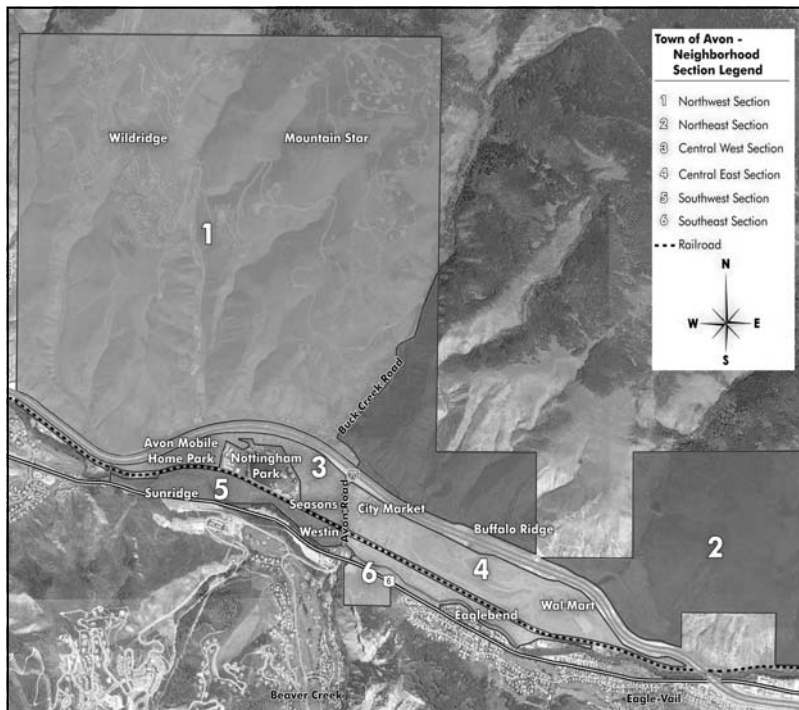 Town of Avon -
Neighborhood
Section Legend
1 Northwest Section
2 Northeast Section
3 Central West Section
4 Central East Section
5 Southwest Section
6 Southeast Section
Railroad
N
W E
S
Wildridge
Mountain Star
1
Buck Creek Road
Avon Mobile
Home Park
Nottingham
Park
3
Sunridge
5
Seasons
Avon Road
City Market
Westin
Buffalo Ridge
2
6
6
4
Wal Mart
Eaglebend
Beaver Creek
Eagle-Vail